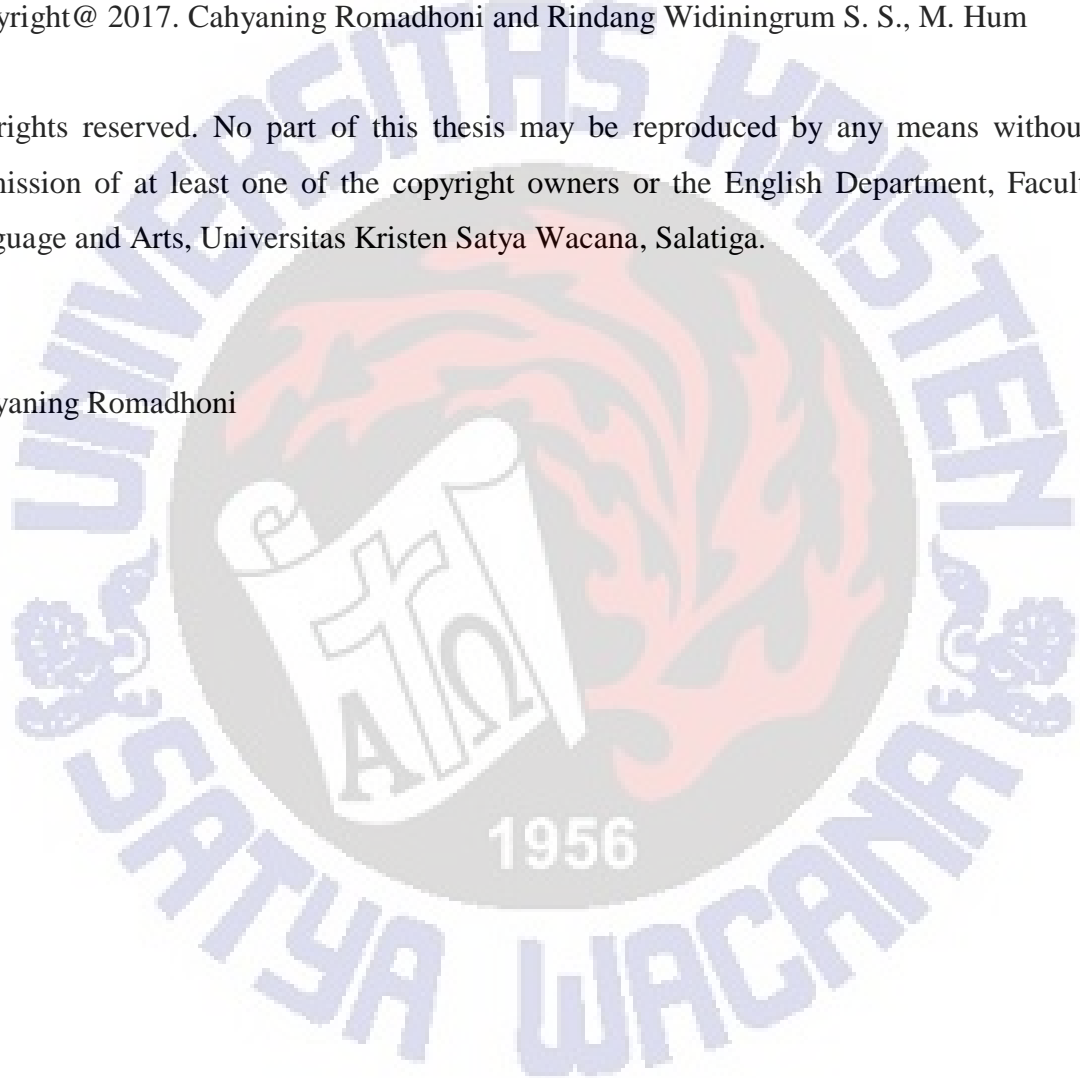 yright@ 2017. Cahyaning Romadhoni and Rindang Widiningrum S. S., M. Hum
rights reserved. No part of this thesis may be reproduced by any means withou
nission of at least one of the copyright owners or the English Department, Facult
guage and Arts, Universitas Kristen Satya Wacana, Salatiga.
yaning Romadhoni
UNIVERSITAS KRISTEN
SATYA WACANA
Α Ω
1956